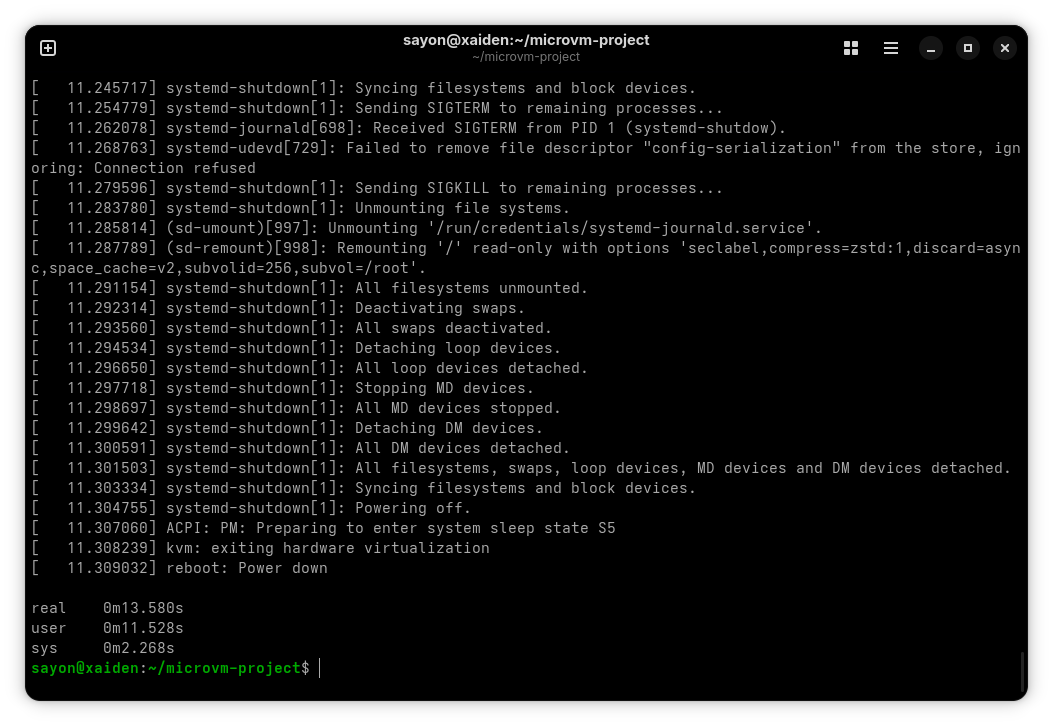 sayon@xaiden:~/microvm-project
~/microvm-project
[   11.245717] systemd-shutdown[1]: Syncing filesystems and block devices.
[   11.254779] systemd-shutdown[1]: Sending SIGTERM to remaining processes...
[   11.262078] systemd-journald[698]: Received SIGTERM from PID 1 (systemd-shutdow).
[   11.268763] systemd-udevd[729]: Failed to remove file descriptor "config-serialization" from the store, ign
oring: Connection refused
[   11.279596] systemd-shutdown[1]: Sending SIGKILL to remaining processes...
[   11.283780] systemd-shutdown[1]: Unmounting file systems.
[   11.285814] (sd-umount)[997]: Unmounting '/run/credentials/systemd-journald.service'.
[   11.287789] (sd-remount)[998]: Remounting '/' read-only with options 'seclabel,compress=zstd:1,discard=asyn
c,space_cache=v2,subvolid=256,subvol=/root'.
[   11.291154] systemd-shutdown[1]: All filesystems unmounted.
[   11.292314] systemd-shutdown[1]: Deactivating swaps.
[   11.293560] systemd-shutdown[1]: All swaps deactivated.
[   11.294534] systemd-shutdown[1]: Detaching loop devices.
[   11.296650] systemd-shutdown[1]: All loop devices detached.
[   11.297718] systemd-shutdown[1]: Stopping MD devices.
[   11.298697] systemd-shutdown[1]: All MD devices stopped.
[   11.299642] systemd-shutdown[1]: Detaching DM devices.
[   11.300591] systemd-shutdown[1]: All DM devices detached.
[   11.301503] systemd-shutdown[1]: All filesystems, swaps, loop devices, MD devices and DM devices detached.
[   11.303334] systemd-shutdown[1]: Syncing filesystems and block devices.
[   11.304755] systemd-shutdown[1]: Powering off.
[   11.307060] ACPI: PM: Preparing to enter system sleep state S5
[   11.308239] kvm: exiting hardware virtualization
[   11.309032] reboot: Power down
real    0m13.580s
user    0m11.528s
sys     0m2.268s
sayon@xaiden:~/microvm-project$